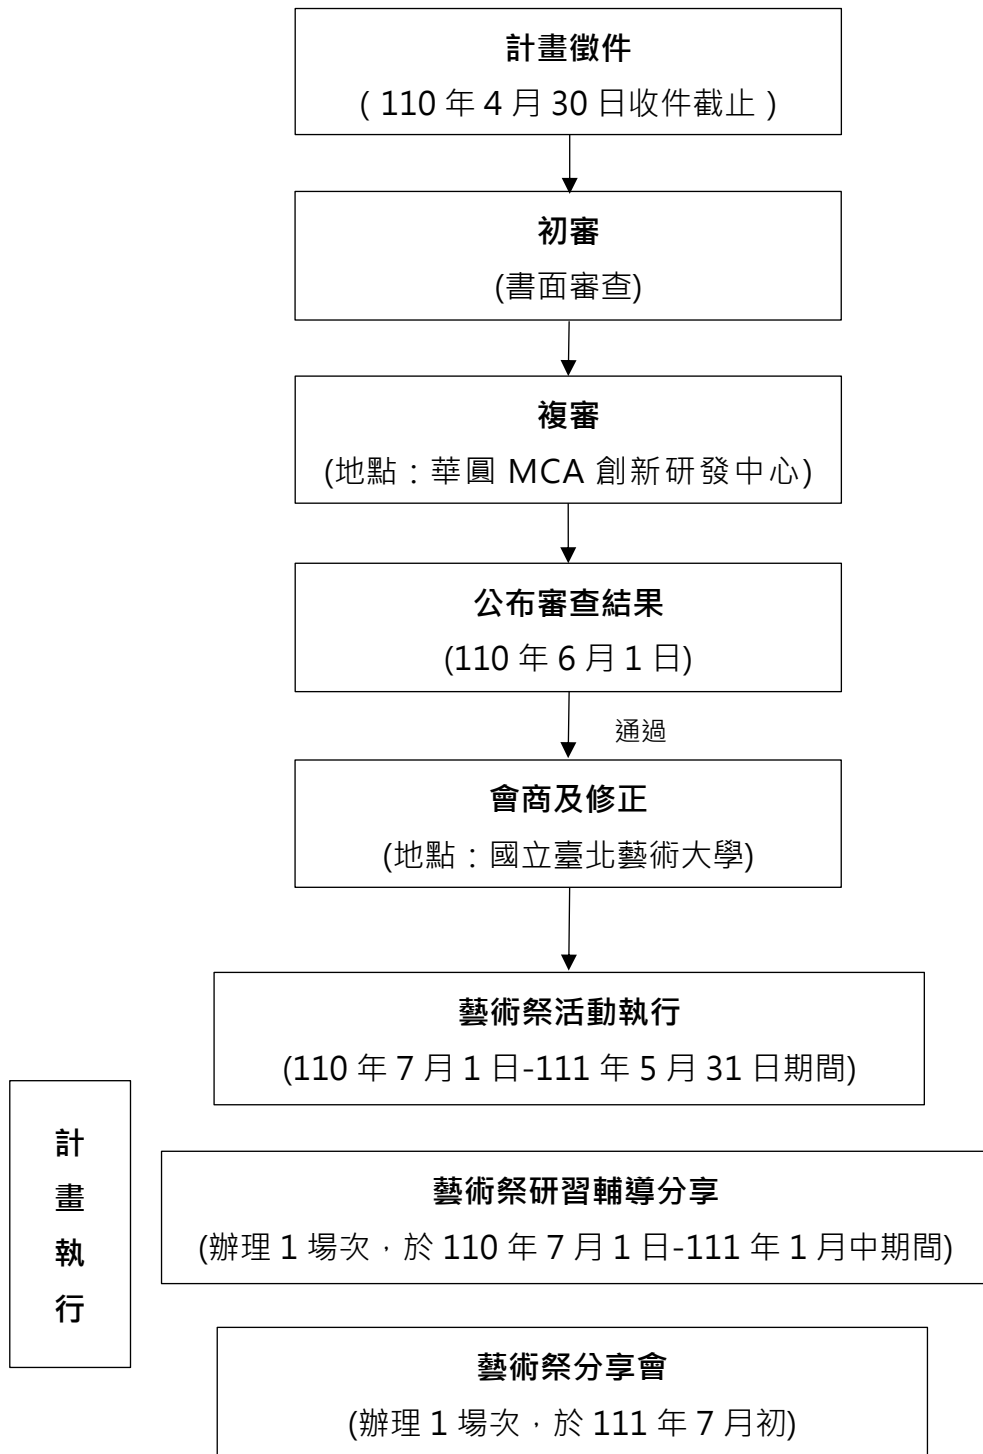 計畫徵件
( 110 年 4 月 30 日收件截止 )
初審
(書面審查)
複審
(地點：華圓 MCA 創新研發中心)
公布審查結果
(110 年 6 月 1 日)
通過
會商及修正
(地點：國立臺北藝術大學)
藝術祭活動執行
(110 年 7 月 1 日-111 年 5 月 31 日期間)
計
畫
執
行
藝術祭研習輔導分享
(辦理 1 場次，於 110 年 7 月 1 日-111 年 1 月中期間)
藝術祭分享會
(辦理 1 場次，於 111 年 7 月初)